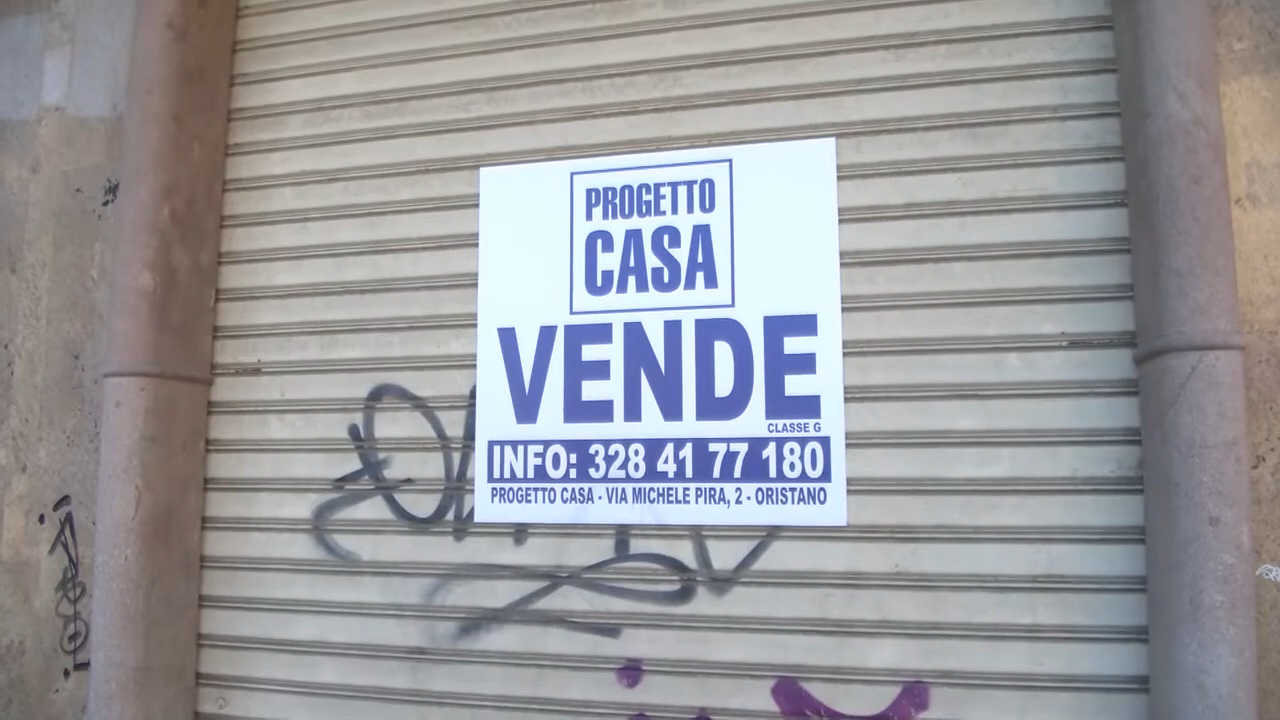 PROGETTO
CASA
VENDE
CLASSE G
INFO: 328 41 77 180
PROGETTO CASA - VIA MICHELE PIRA, 2 - ORISTANO